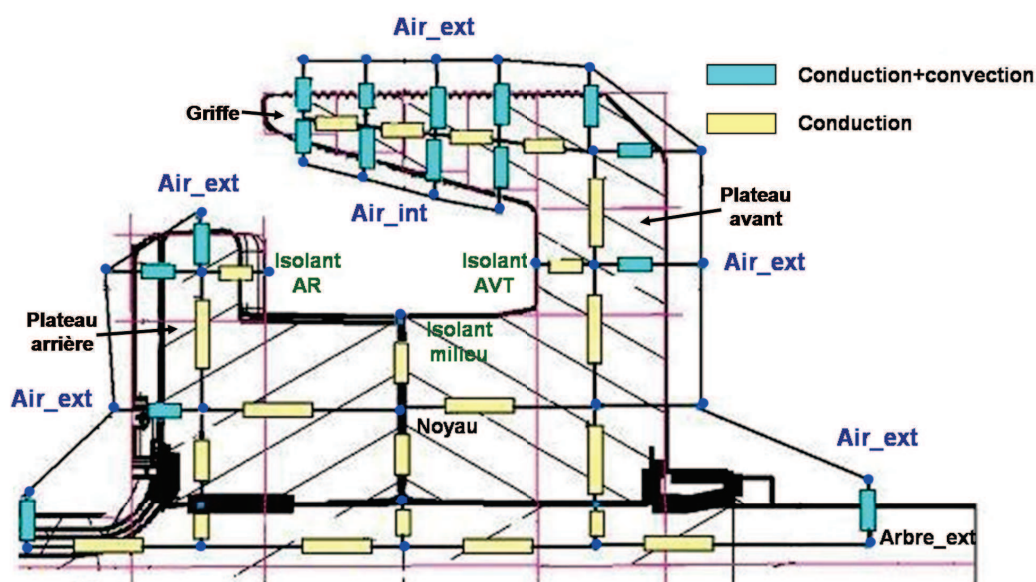 Air_ext
Conduction+convection
Griffe
Conduction
Air_ext
Air_int
Plateau
avant
Isolant
AR
Isolant
AVT
Air_ext
Plateau
arrière
Isolant
milieu
Air_ext
Noyau
Air_ext
Arbre_ext